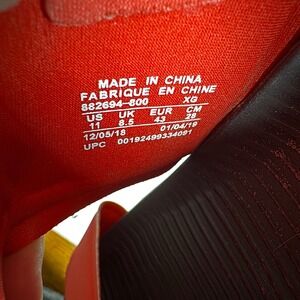 MADE IN CHINA
FABRIQUE EN CHINE
882694-600 XG
US UK EUR CM
11 8.5 43 28
12/05/18 01/04/19
UPC 00192499334091